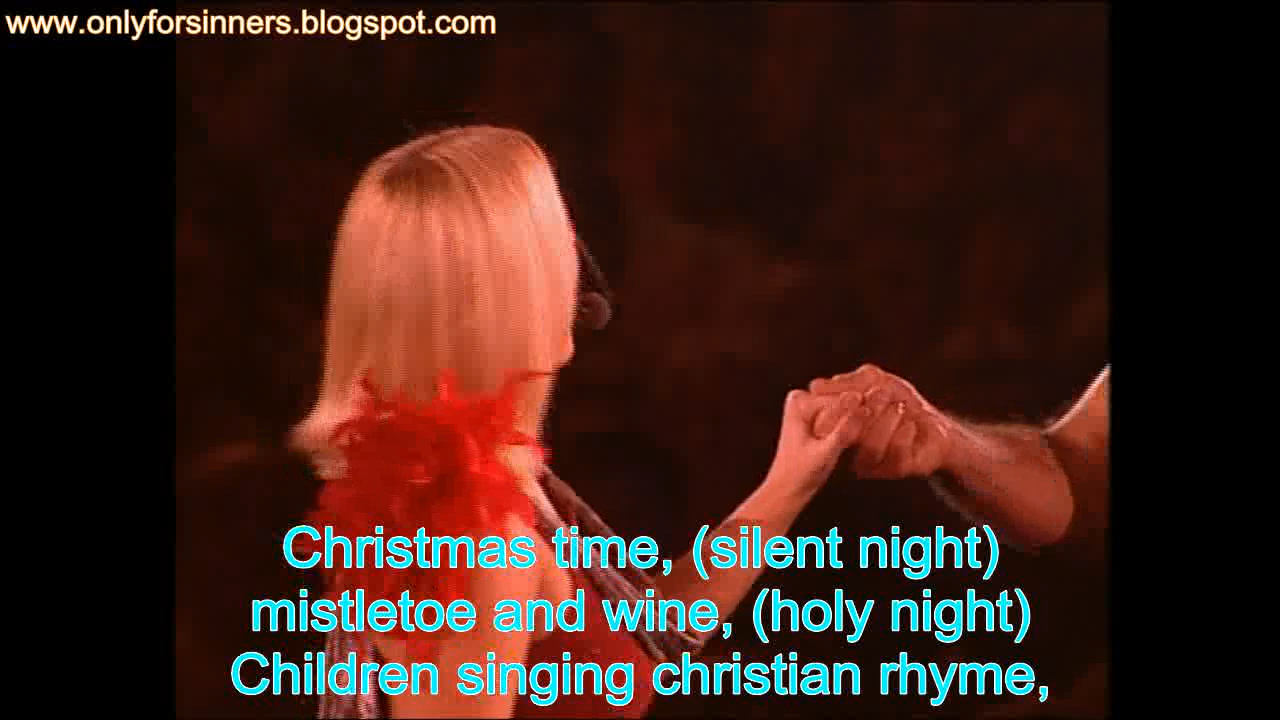 www.onlyforsinners.blogspot.com
Christmas time, (silent night)
mistletoe and wine, (holy night)
Children singing christian rhyme,